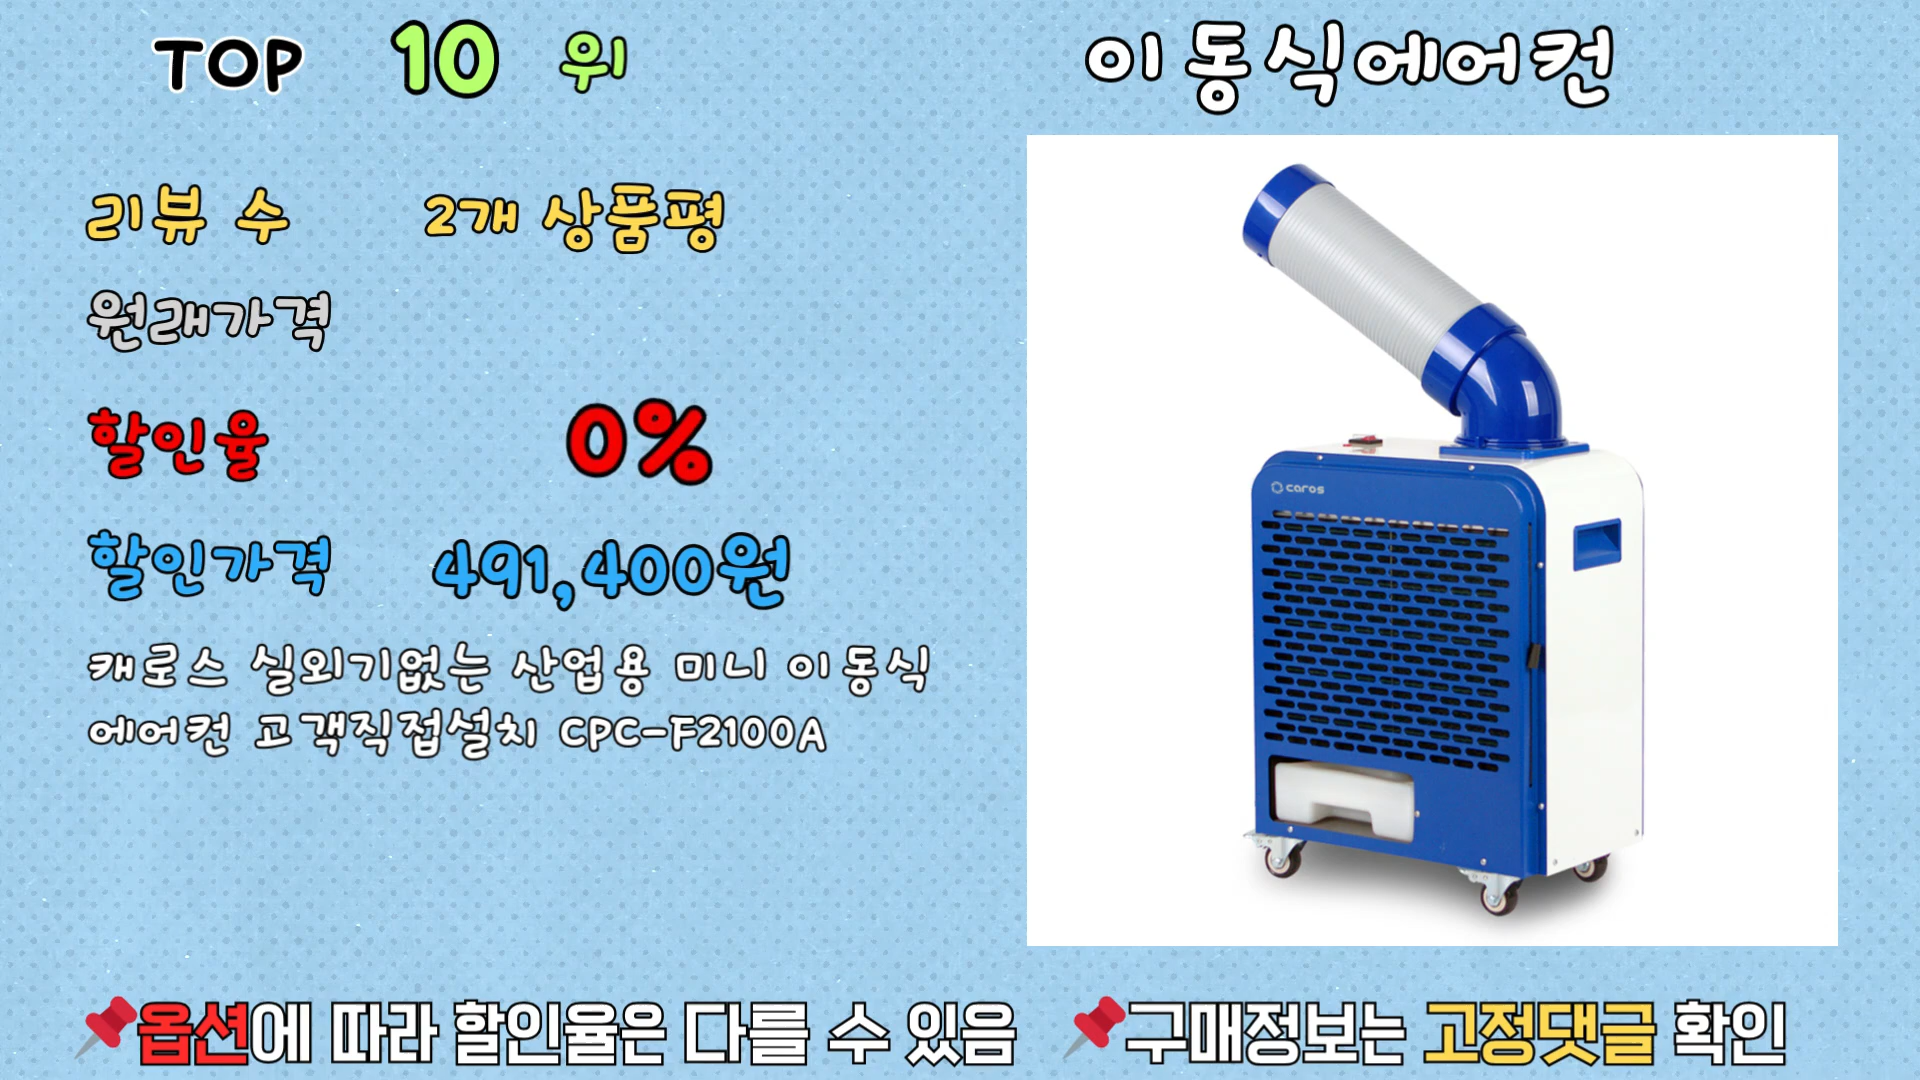 TOP 10 위
이동식에어컨
리뷰 수 2개 상품평
원래가격
할인율 0%
할인가격 491,400원
캐로스 실외기없는 산업용 미니 이동식
에어컨 고객직접설치 CPC-F2100A
caros
옵션에 따라 할인율은 다를 수 있음
구매정보는 고정댓글 확인